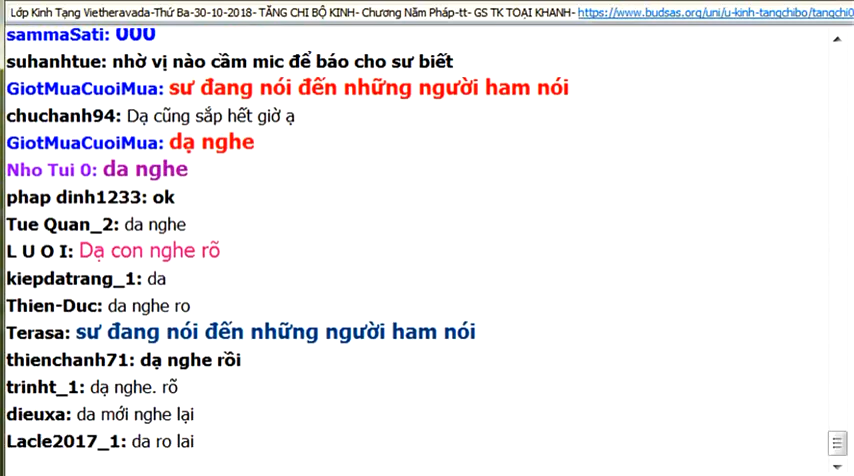 Lớp Kinh Tạng Vietheravada-Thứ Ba-30-10-2018- TĂNG CHI BỘ KINH- Chương Năm Pháp-tt- GS TK TOẠI KHANH- https://www.budsas.org/uni/u-kinh-tangchibo/tangchi0
sammaSati: UUU
suhanhtue: nhờ vị nào cầm mic để báo cho sư biết
GiotMuaCuoiMua: sư đang nói đến những người ham nói
chuchanh94: Dạ cũng sắp hết giờ ạ
GiotMuaCuoiMua: dạ nghe
Nho Tui 0: da nghe
phap dinh1233: ok
Tue Quan_2: da nghe
L U O I: Dạ con nghe rõ
kiepdatrang_1: da
Thien-Duc: da nghe ro
Terasa: sư đang nói đến những người ham nói
thienchanh71: dạ nghe rồi
trinht_1: dạ nghe. rõ
dieuxa: da mới nghe lại
Lacle2017_1: da ro lai